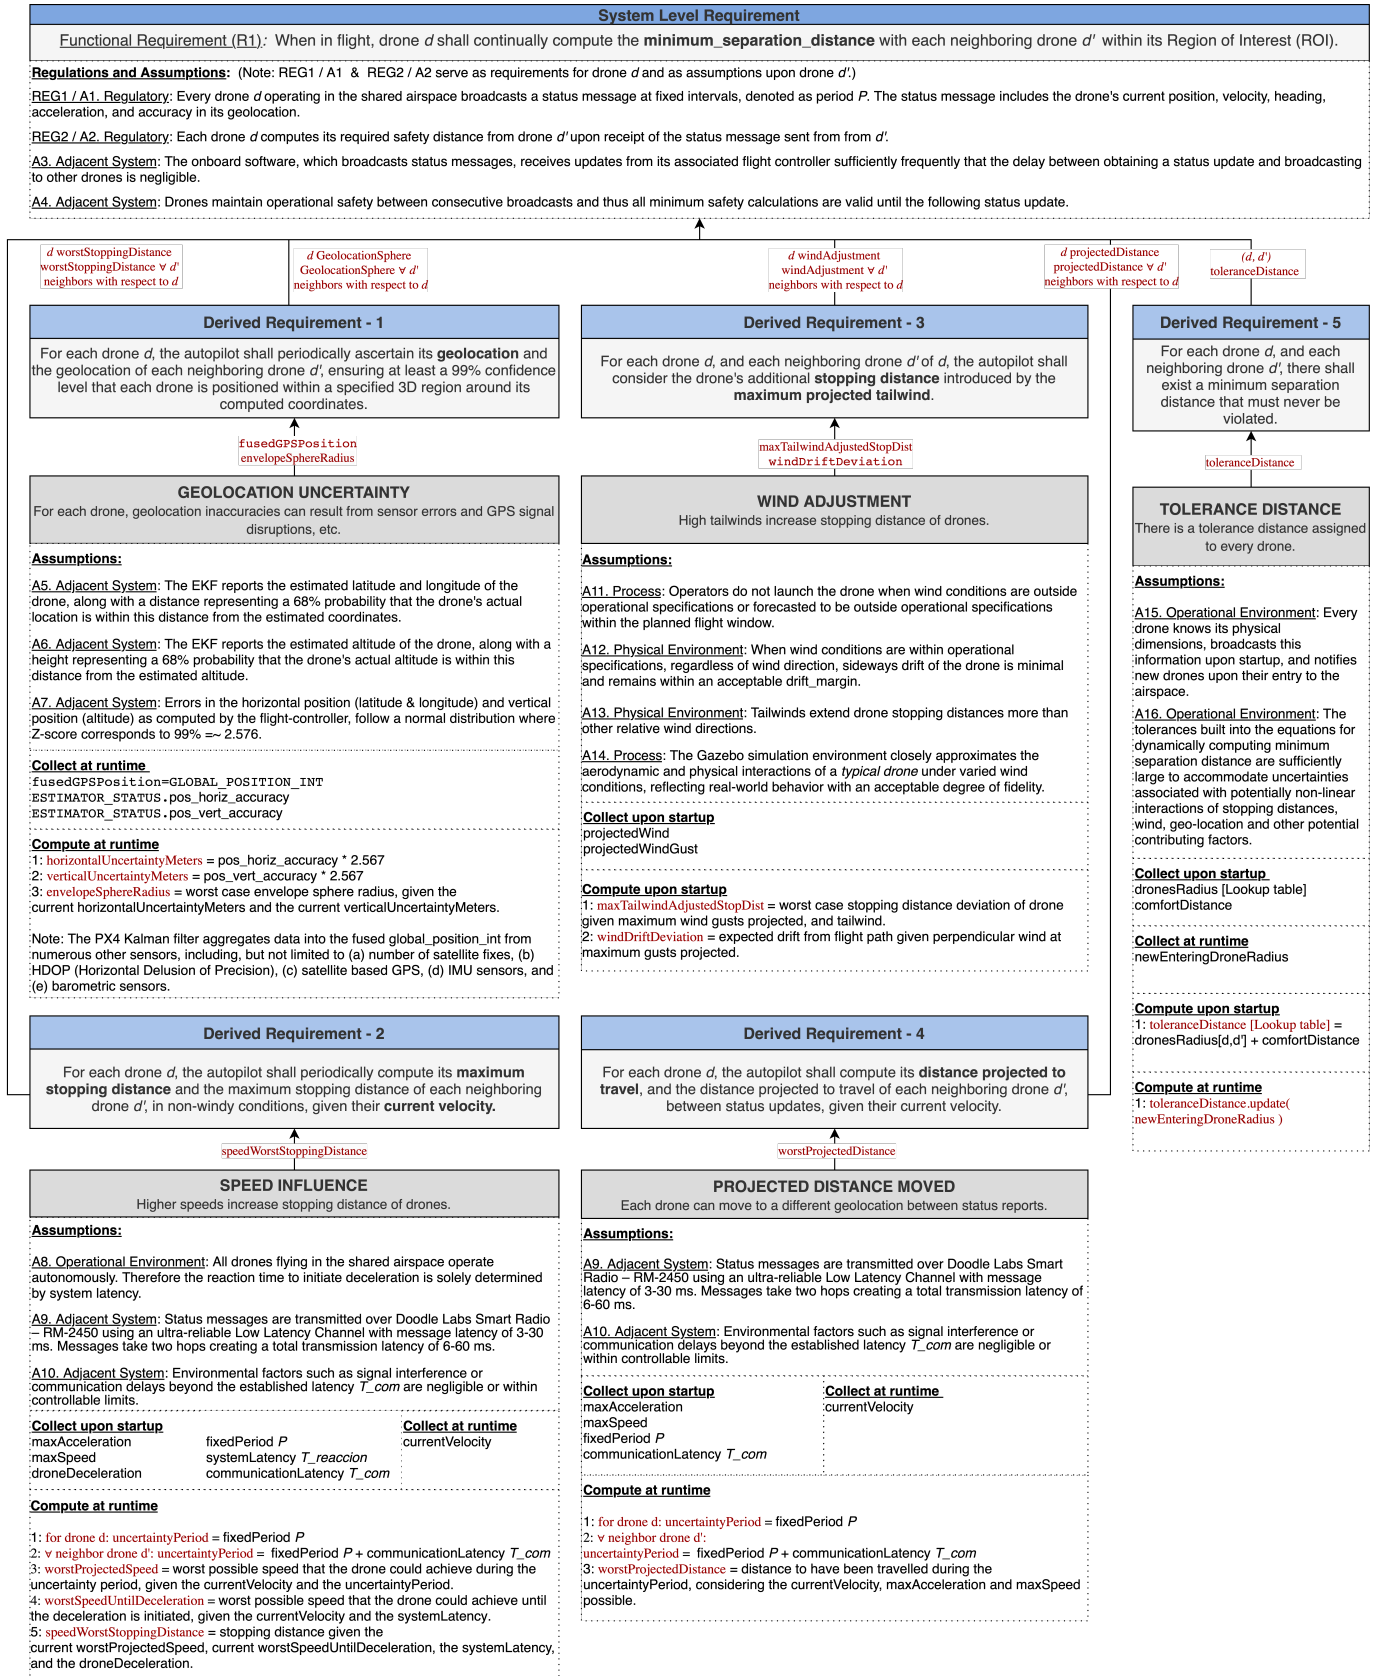 System Level Requirement
Functional Requirement (R1): When in flight, drone d shall continually compute the minimum_separation_distance with each neighboring drone d' within its Region of Interest (ROI).
Regulations and Assumptions: (Note: REG1 / A1 & REG2 / A2 serve as requirements for drone d and as assumptions upon drone d'.)
REG1 / A1. Regulatory: Every drone d operating in the shared airspace broadcasts a status message at fixed intervals, denoted as period P. The status message includes the drone's current position, velocity, heading,
acceleration, and accuracy in its geolocation.
REG2 / A2. Regulatory: Each drone d computes its required safety distance from drone d' upon receipt of the status message sent from from d'.
A3. Adjacent System: The onboard software, which broadcasts status messages, receives updates from its associated flight controller sufficiently frequently that the delay between obtaining a status update and broadcasting
to other drones is negligible.
A4. Adjacent System: Drones maintain operational safety between consecutive broadcasts and thus all minimum safety calculations are valid until the following status update.
d worstStoppingDistance
worstStoppingDistance ∀ d'
neighbors with respect to d
d GeolocationSphere
GeolocationSphere ∀ d'
neighbors with respect to d
d windAdjustment
windAdjustment ∀ d'
neighbors with respect to d
d projectedDistance
projectedDistance ∀ d'
neighbors with respect to d
(d, d')
toleranceDistance
Derived Requirement - 1
For each drone d, the autopilot shall periodically ascertain its geolocation and
the geolocation of each neighboring drone d', ensuring at least a 99% confidence
level that each drone is positioned within a specified 3D region around its
computed coordinates.
fusedGPSPosition
envelopeSphereRadius
GEOLOCATION UNCERTAINTY
For each drone, geolocation inaccuracies can result from sensor errors and GPS signal
disruptions, etc.
Assumptions:
A5. Adjacent System: The EKF reports the estimated latitude and longitude of the
drone, along with a distance representing a 68% probability that the drone's actual
location is within this distance from the estimated coordinates.
A6. Adjacent System: The EKF reports the estimated altitude of the drone, along with a
height representing a 68% probability that the drone's actual altitude is within this
distance from the estimated altitude.
A7. Adjacent System: Errors in the horizontal position (latitude & longitude) and vertical
position (altitude) as computed by the flight-controller, follow a normal distribution where
Z-score corresponds to 99% =~ 2.576.
Collect at runtime
fusedGPSPosition=GLOBAL_POSITION_INT
ESTIMATOR_STATUS.pos_horiz_accuracy
ESTIMATOR_STATUS.pos_vert_accuracy
Compute at runtime
1: horizontalUncertaintyMeters = pos_horiz_accuracy * 2.567
2: verticalUncertaintyMeters = pos_vert_accuracy * 2.567
3: envelopeSphereRadius = worst case envelope sphere radius, given the
current horizontalUncertaintyMeters and the current verticalUncertaintyMeters.
Note: The PX4 Kalman filter aggregates data into the fused global_position_int from
numerous other sensors, including, but not limited to (a) number of satellite fixes, (b)
HDOP (Horizontal Delusion of Precision), (c) satellite based GPS, (d) IMU sensors, and
(e) barometric sensors.
Derived Requirement - 3
For each drone d, and each neighboring drone d' of d, the autopilot shall
consider the drone's additional stopping distance introduced by the
maximum projected tailwind.
maxTailwindAdjustedStopDist
windDriftDeviation
WIND ADJUSTMENT
High tailwinds increase stopping distance of drones.
Assumptions:
A11. Process: Operators do not launch the drone when wind conditions are outside
operational specifications or forecasted to be outside operational specifications
within the planned flight window.
A12. Physical Environment: When wind conditions are within operational
specifications, regardless of wind direction, sideways drift of the drone is minimal
and remains within an acceptable drift_margin.
A13. Physical Environment: Tailwinds extend drone stopping distances more than
other relative wind directions.
A14. Process: The Gazebo simulation environment closely approximates the
aerodynamic and physical interactions of a typical drone under varied wind
conditions, reflecting real-world behavior with an acceptable degree of fidelity.
Collect upon startup
projectedWind
projectedWindGust
Compute upon startup
1: maxTailwindAdjustedStopDist = worst case stopping distance deviation of drone
given maximum wind gusts projected, and tailwind.
2: windDriftDeviation = expected drift from flight path given perpendicular wind at
maximum gusts projected.
Derived Requirement - 5
For each drone d, and each
neighboring drone d', there shall
exist a minimum separation
distance that must never be
violated.
toleranceDistance
TOLERANCE DISTANCE
There is a tolerance distance assigned
to every drone.
Assumptions:
A15. Operational Environment: Every
drone knows its physical
dimensions, broadcasts this
information upon startup, and notifies
new drones upon their entry to the
airspace.
A16. Operational Environment: The
tolerances built into the equations for
dynamically computing minimum
separation distance are sufficiently
large to accommodate uncertainties
associated with potentially non-linear
interactions of stopping distances,
wind, geo-location and other potential
contributing factors.
Collect upon startup
dronesRadius [Lookup table]
comfortDistance
Collect at runtime
newEnteringDroneRadius
Compute upon startup
1: toleranceDistance [Lookup table] =
dronesRadius[d,d'] + comfortDistance
Compute at runtime
1: toleranceDistance.update(
newEnteringDroneRadius )
Derived Requirement - 2
For each drone d, the autopilot shall periodically compute its maximum
stopping distance and the maximum stopping distance of each neighboring
drone d', in non-windy conditions, given their current velocity.
speedWorstStoppingDistance
SPEED INFLUENCE
Higher speeds increase stopping distance of drones.
Assumptions:
A8. Operational Environment: All drones flying in the shared airspace operate
autonomously. Therefore the reaction time to initiate deceleration is solely determined
by system latency.
A9. Adjacent System: Status messages are transmitted over Doodle Labs Smart Radio
– RM-2450 using an ultra-reliable Low Latency Channel with message latency of 3-30
ms. Messages take two hops creating a total transmission latency of 6-60 ms.
A10. Adjacent System: Environmental factors such as signal interference or
communication delays beyond the established latency T_com are negligible or within
controllable limits.
Collect upon startup
maxAcceleration
maxSpeed
droneDeceleration
fixedPeriod P
systemLatency T_reaccion
communicationLatency T_com
Collect at runtime
currentVelocity
Compute at runtime
1: for drone d: uncertaintyPeriod = fixedPeriod P
2: ∀ neighbor drone d': uncertaintyPeriod = fixedPeriod P + communicationLatency T_com
3: worstProjectedSpeed = worst possible speed that the drone could achieve during the
uncertainty period, given the currentVelocity and the uncertaintyPeriod.
4: worstSpeedUntilDeceleration = worst possible speed that the drone could achieve until
the deceleration is initiated, given the currentVelocity and the systemLatency.
5: speedWorstStoppingDistance = stopping distance given the
current worstProjectedSpeed, current worstSpeedUntilDeceleration, the systemLatency,
and the droneDeceleration.
Derived Requirement - 4
For each drone d, the autopilot shall compute its distance projected to
travel, and the distance projected to travel of each neighboring drone d',
between status updates, given their current velocity.
worstProjectedDistance
PROJECTED DISTANCE MOVED
Each drone can move to a different geolocation between status reports.
Assumptions:
A9. Adjacent System: Status messages are transmitted over Doodle Labs Smart
Radio – RM-2450 using an ultra-reliable Low Latency Channel with message
latency of 3-30 ms. Messages take two hops creating a total transmission latency of
6-60 ms.
A10. Adjacent System: Environmental factors such as signal interference or
communication delays beyond the established latency T_com are negligible or
within controllable limits.
Collect upon startup
maxAcceleration
maxSpeed
fixedPeriod P
communicationLatency T_com
Collect at runtime
currentVelocity
Compute at runtime
1: for drone d: uncertaintyPeriod = fixedPeriod P
2: ∀ neighbor drone d':
uncertaintyPeriod = fixedPeriod P + communicationLatency T_com
3: worstProjectedDistance = distance to have been travelled during the
uncertaintyPeriod, considering the currentVelocity, maxAcceleration and maxSpeed
possible.